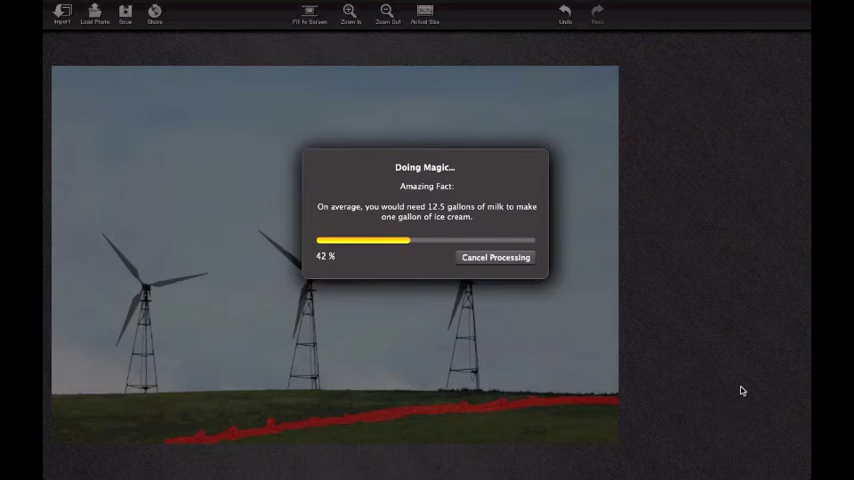 Import Load Photo Save Share Fit to Screen Zoom In Zoom Out Actual Size Undo Redo
Doing Magic...
Amazing Fact:
On average, you would need 12.5 gallons of milk to make
one gallon of ice cream.
42 %
Cancel Processing